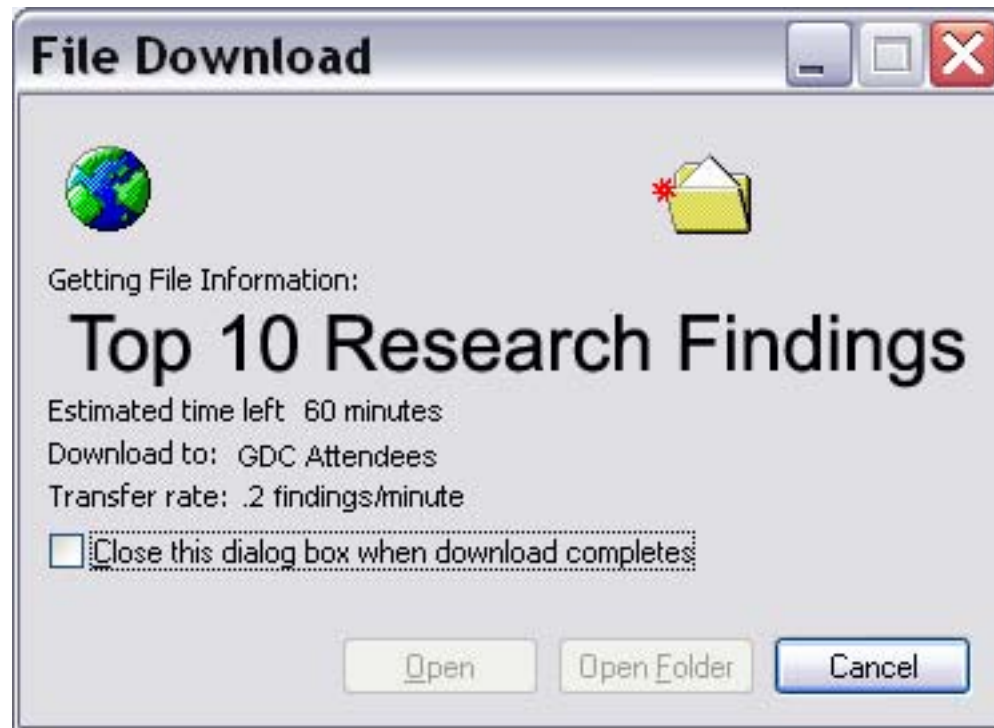 File Download
Getting File Information:
Top 10 Research Findings
Estimated time left 60 minutes
Download to: GDC Attendees
Transfer rate: .2 findings/minute
Close this dialog box when download completes
Open Open Folder Cancel